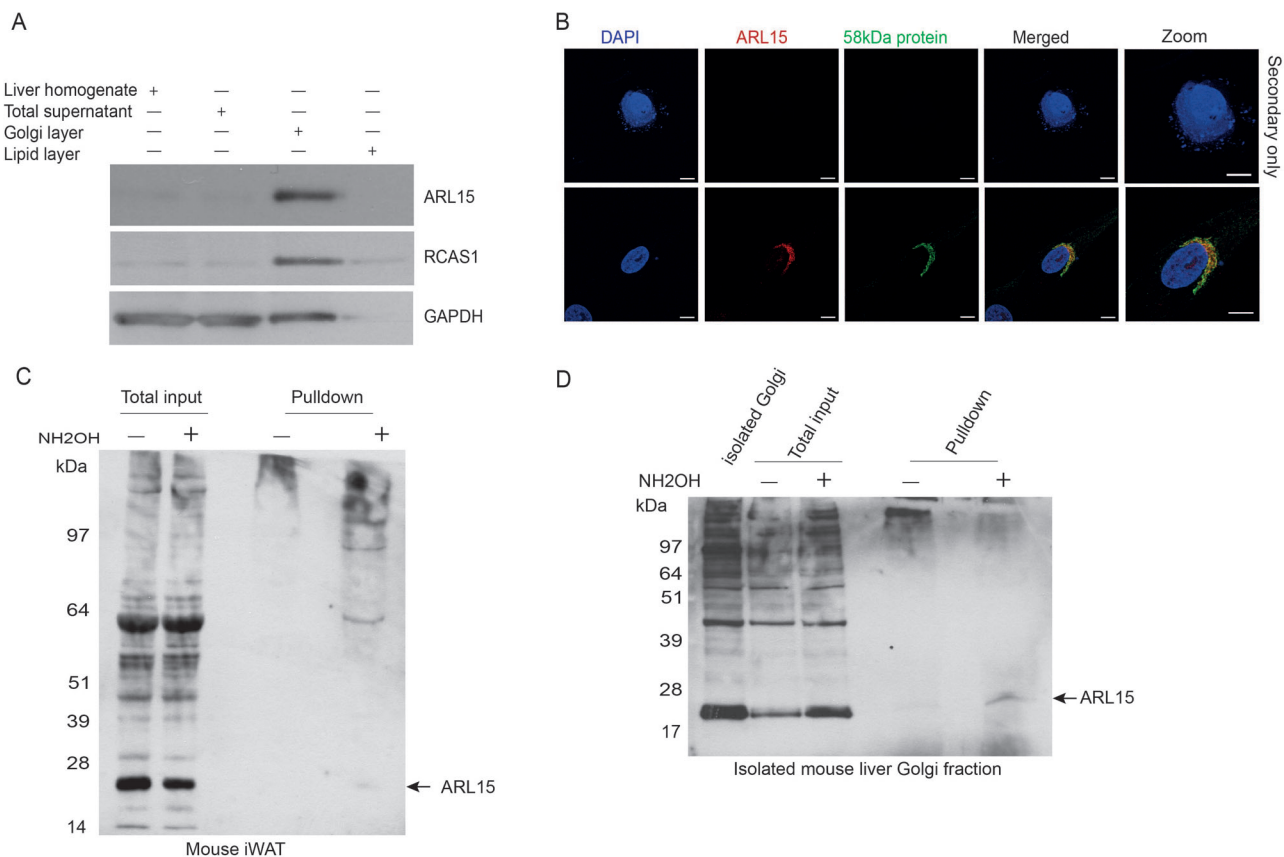 A
Liver homogenate + — — —
Total supernatant — + — —
Golgi layer — — + —
Lipid layer — — — +
ARL15
RCAS1
GAPDH
B
DAPI ARL15 58kDa protein Merged Zoom
Secondary only
C
Total input Pulldown
NH2OH — + — +
kDa
97
64
51
39
28
14
ARL15
Mouse iWAT
D
isolated Golgi
Total input
Pulldown
NH2OH — + — +
kDa
97
64
51
39
28
17
ARL15
Isolated mouse liver Golgi fraction